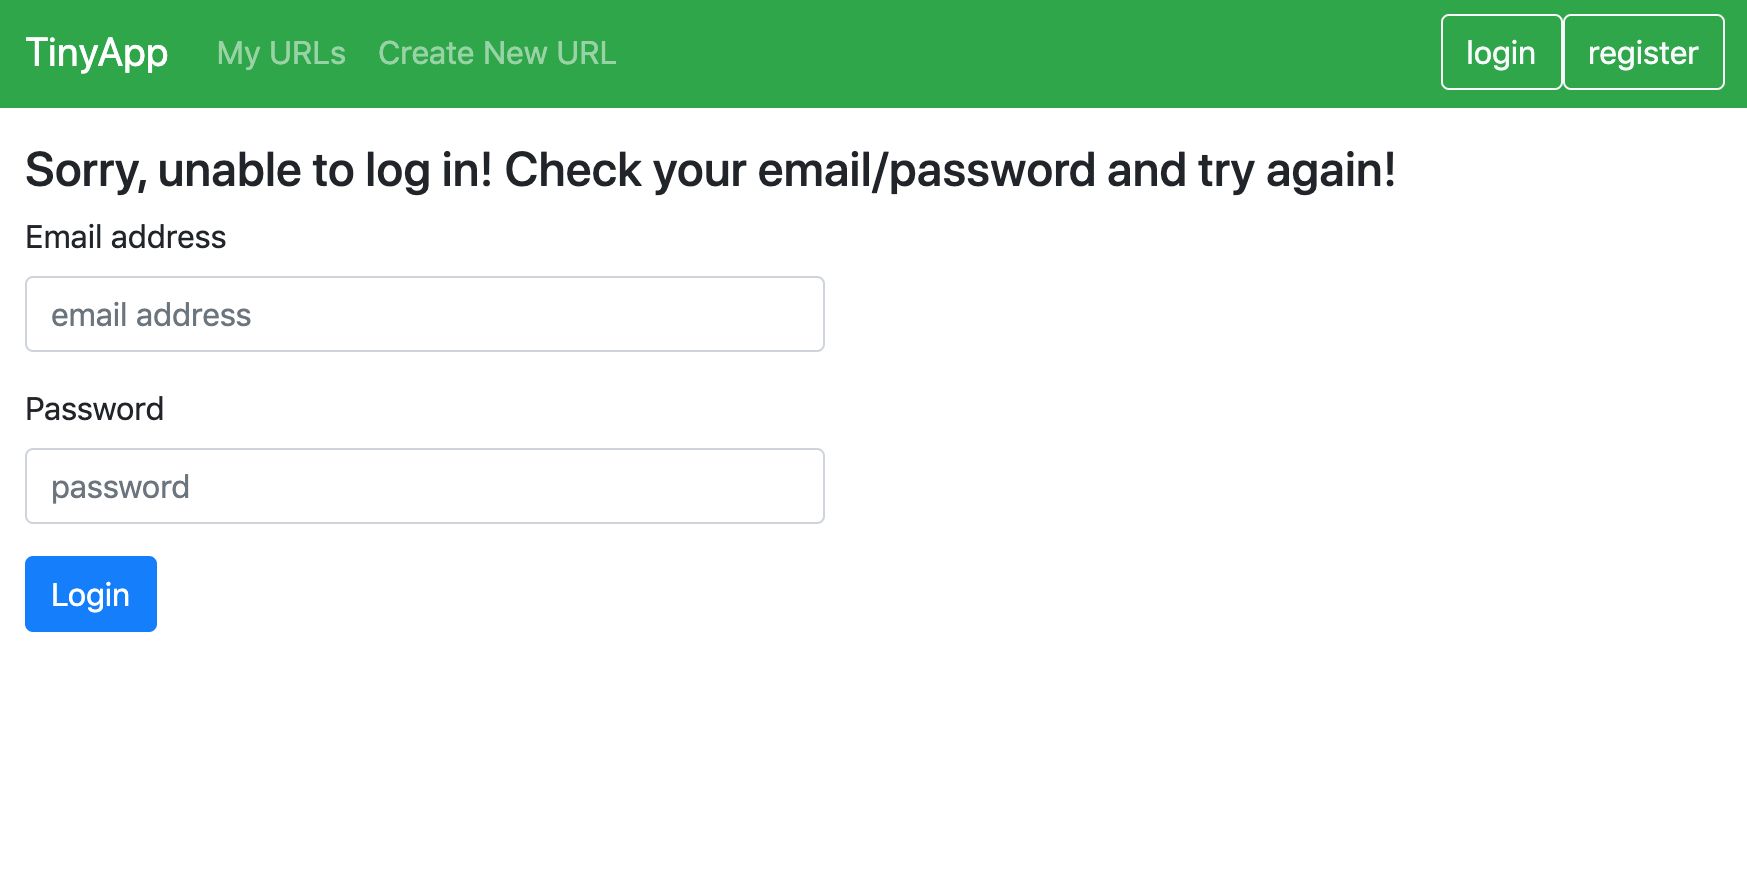 TinyApp My URLs Create New URL login register
Sorry, unable to log in! Check your email/password and try again!
Email address
email address
Password
password
Login